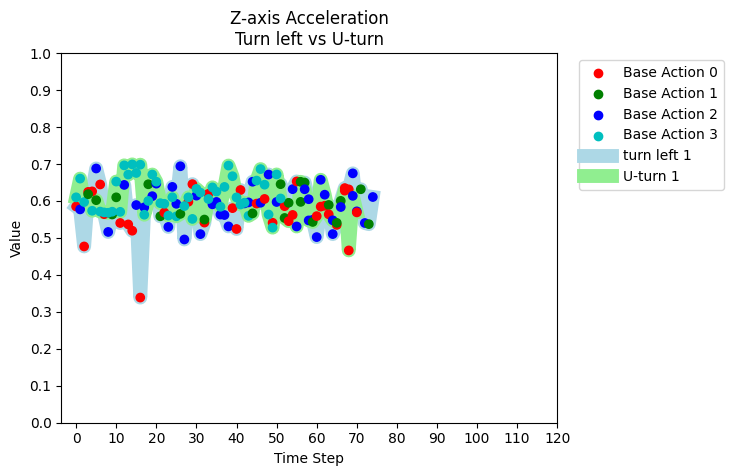 Z-axis Acceleration
Turn left vs U-turn
1.0
0.9
0.8
0.7
0.6
0.5
0.4
0.3
0.2
0.1
0.0
Value
0 10 20 30 40 50 60 70 80 90 100 110 120
Time Step
Base Action 0
Base Action 1
Base Action 2
Base Action 3
turn left 1
U-turn 1